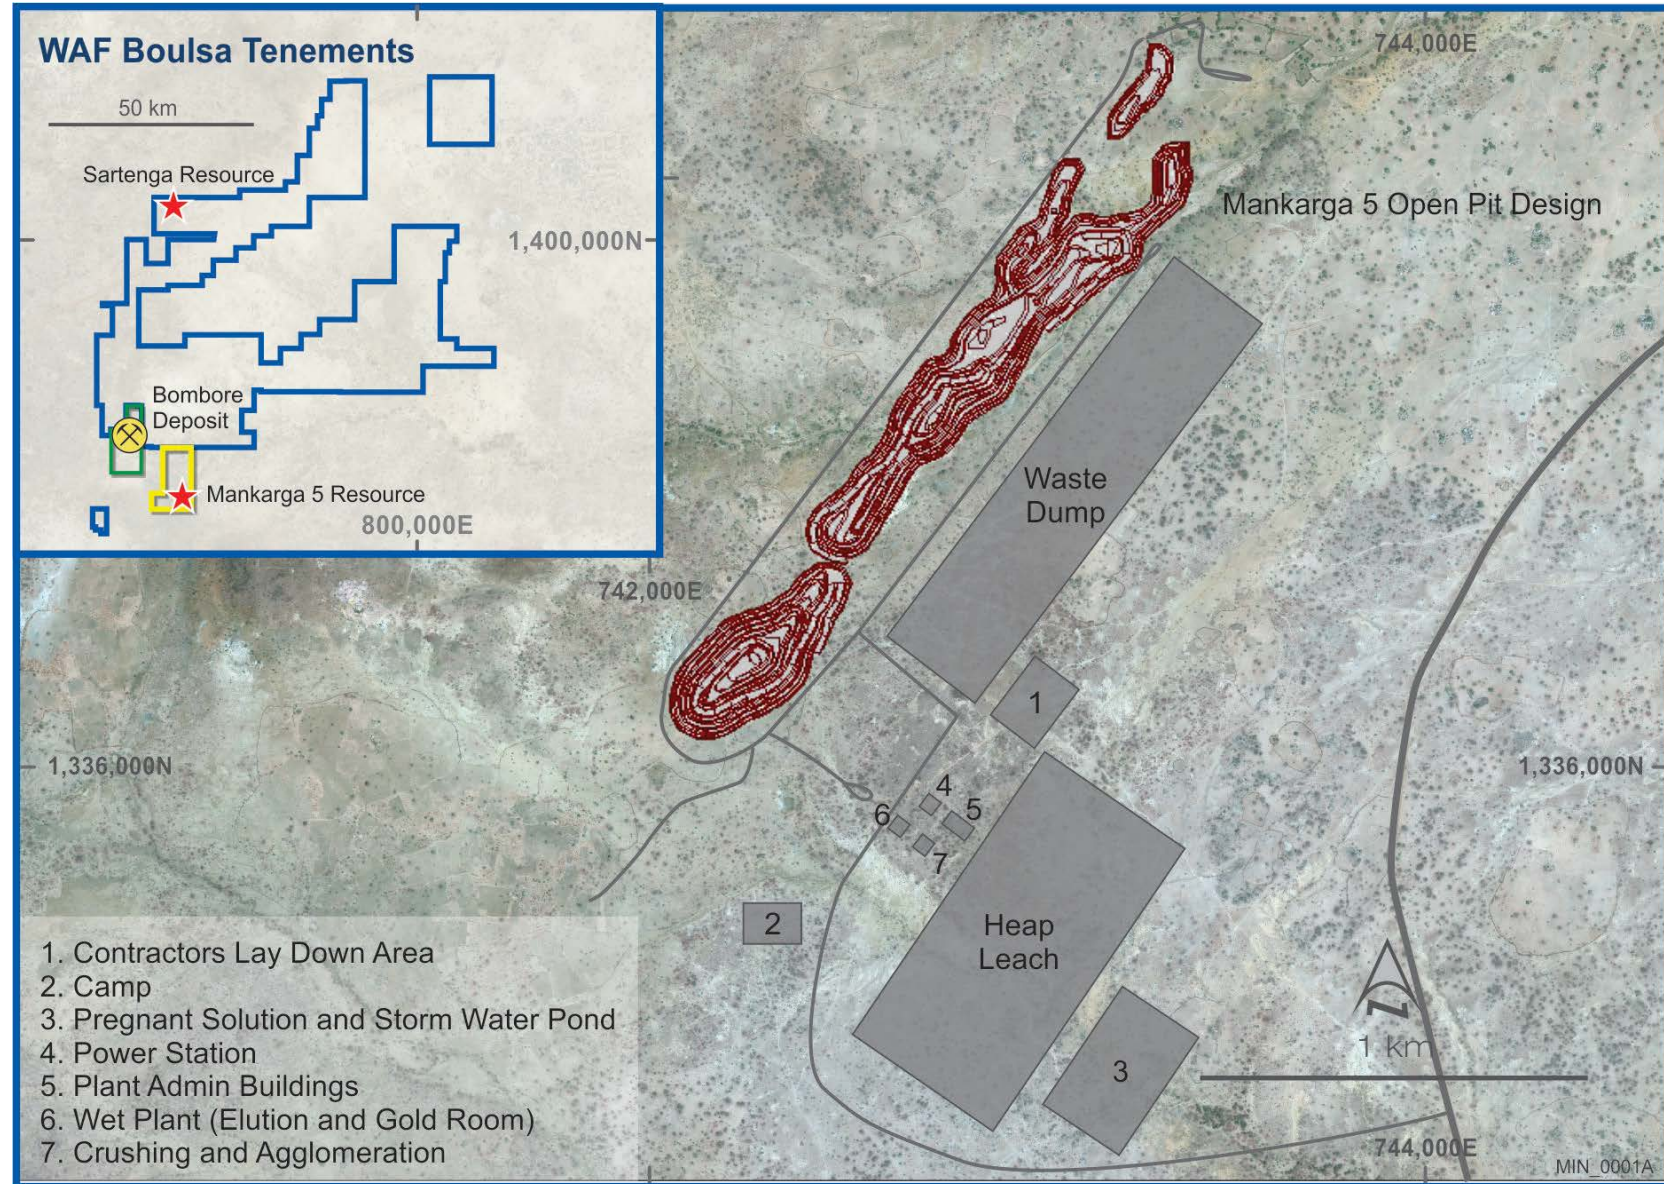 WAF Boulsa Tenements
50 km
Sartenga Resource
1,400,000N
Bombore
Deposit
Mankarga 5 Resource
800,000E
744,000E
Mankarga 5 Open Pit Design
742,000E
Waste
Dump
1
1,336,000N
1,336,000N
4
5
6
7
2
Heap
Leach
3
N
1 km
1. Contractors Lay Down Area
2. Camp
3. Pregnant Solution and Storm Water Pond
4. Power Station
5. Plant Admin Buildings
6. Wet Plant (Elution and Gold Room)
7. Crushing and Agglomeration
744,000E
MIN_0001A